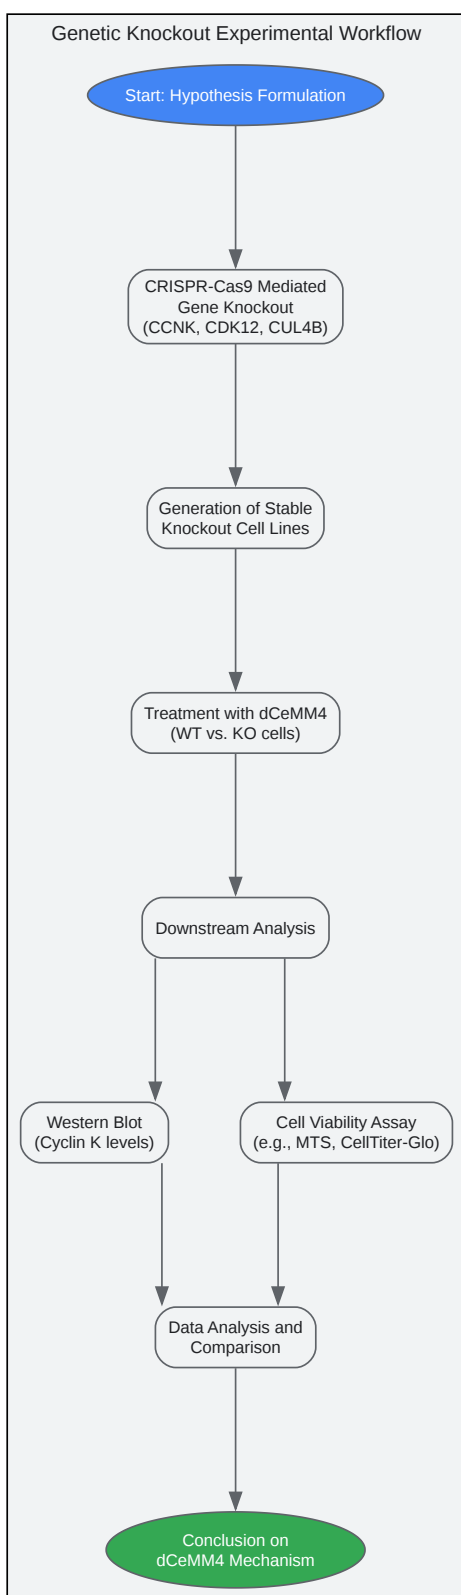 Genetic Knockout Experimental Workflow
Start: Hypothesis Formulation
CRISPR-Cas9 Mediated
Gene Knockout
(CCNK, CDK12, CUL4B)
Generation of Stable
Knockout Cell Lines
Treatment with dCeMM4
(WT vs. KO cells)
Downstream Analysis
Western Blot
(Cyclin K levels)
Cell Viability Assay
(e.g., MTS, CellTiter-Glo)
Data Analysis and
Comparison
Conclusion on
dCeMM4 Mechanism